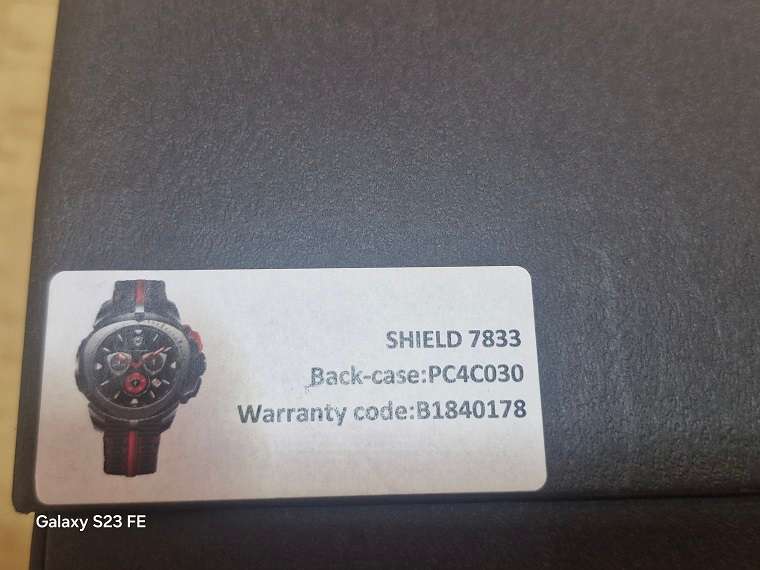 SHIELD 7833
Back-case:PC4C030
Warranty code:B1840178
Galaxy S23 FE